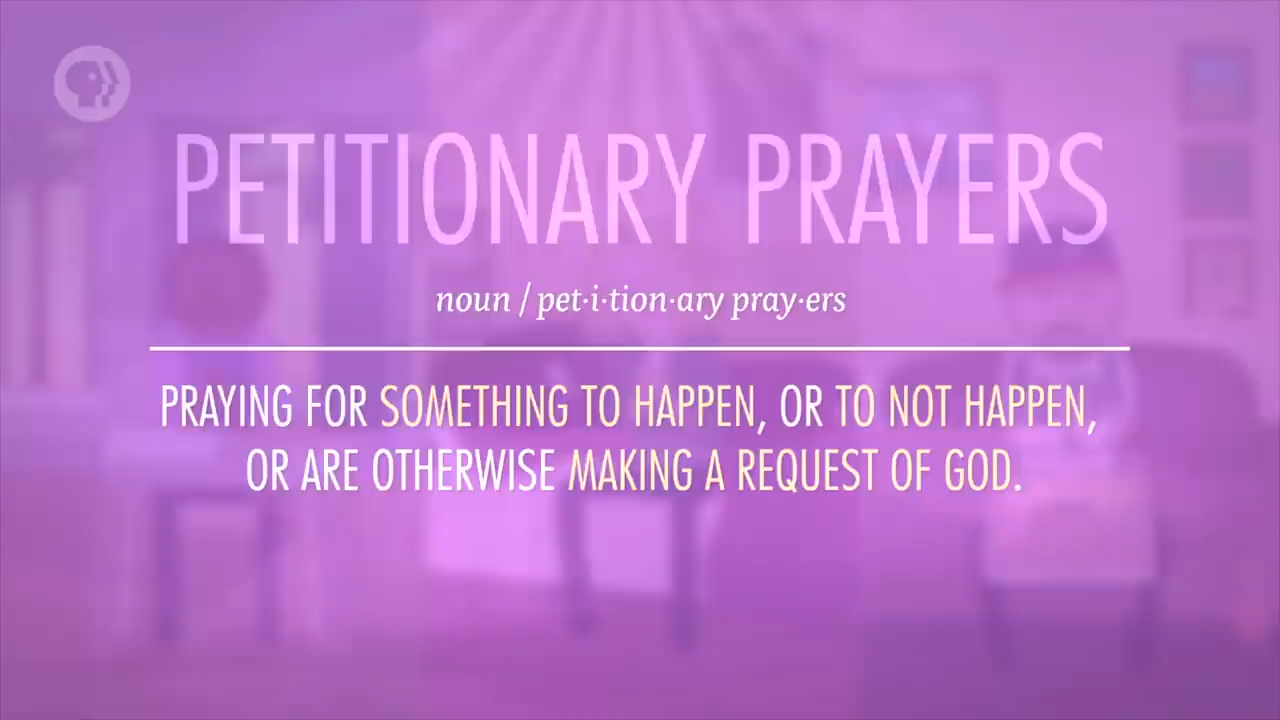 PETITIONARY PRAYERS
noun / pet·i·tion·ary pray·ers
PRAYING FOR SOMETHING TO HAPPEN, OR TO NOT HAPPEN,
OR ARE OTHERWISE MAKING A REQUEST OF GOD.